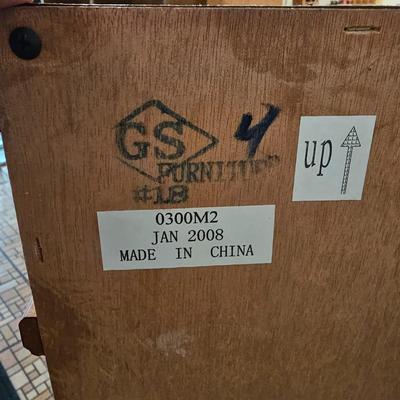 GS
4
FURNITURE
#18
up
0300M2
JAN 2008
MADE IN CHINA